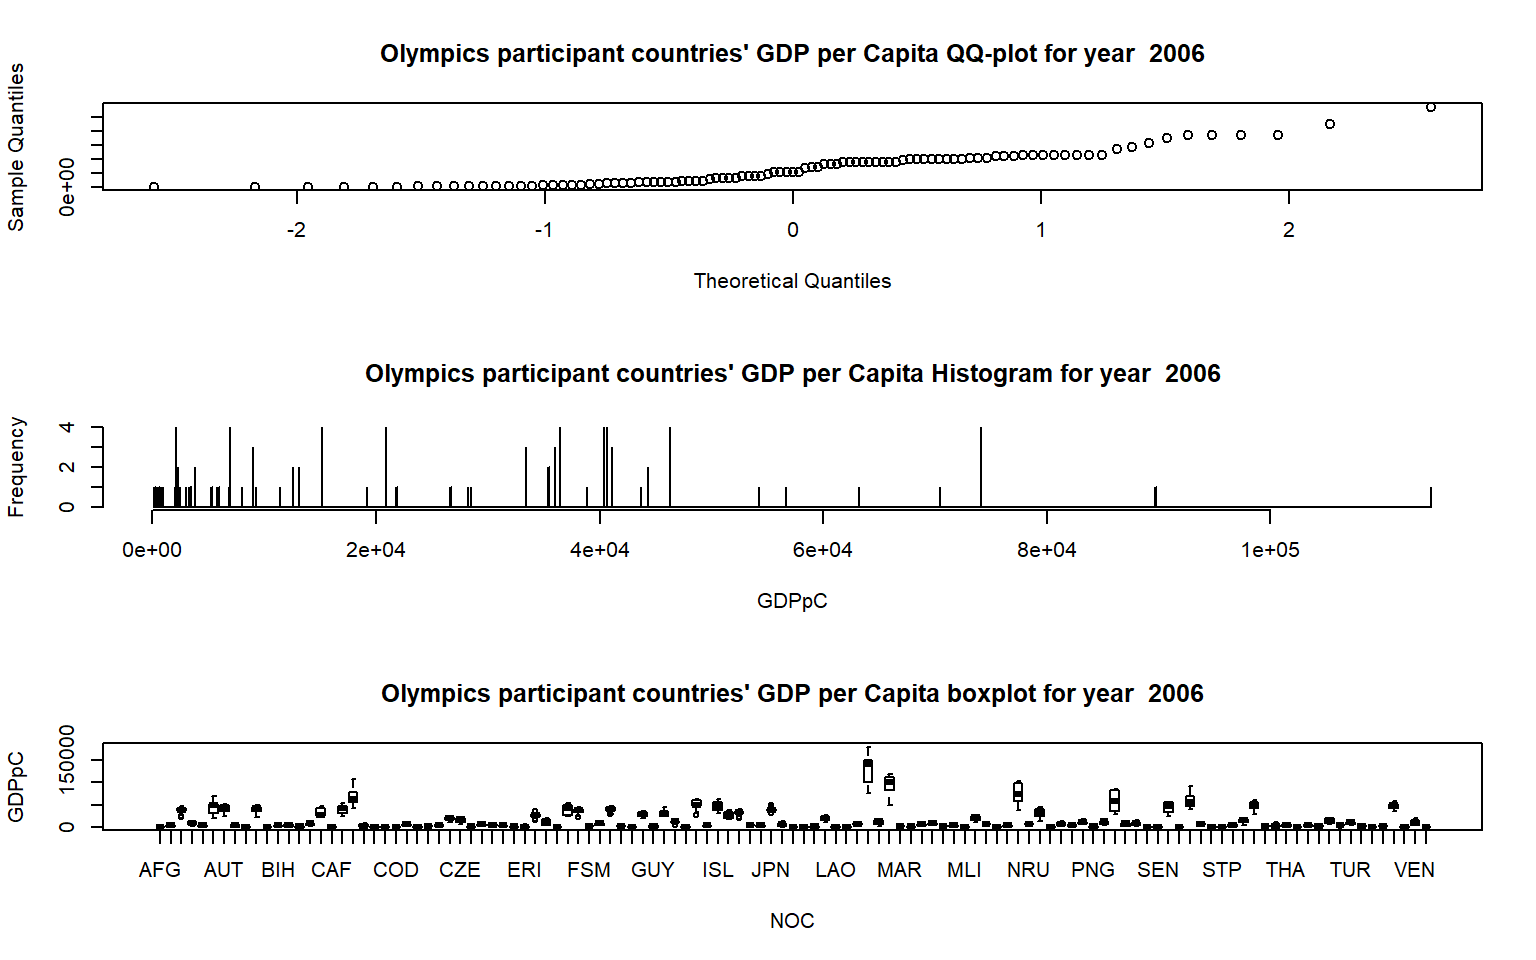 Olympics participant countries' GDP per Capita QQ-plot for year  2006
Sample Quantiles
0e+00
-2 -1 0 1 2
Theoretical Quantiles
Olympics participant countries' GDP per Capita Histogram for year  2006
Frequency
0 2 4
0e+00 2e+04 4e+04 6e+04 8e+04 1e+05
GDPpC
Olympics participant countries' GDP per Capita boxplot for year  2006
GDPpC
0 150000
AFG AUT BIH CAF COD CZE ERI FSM GUY ISL JPN LAO MAR MLI NRU PNG SEN STP THA TUR VEN
NOC